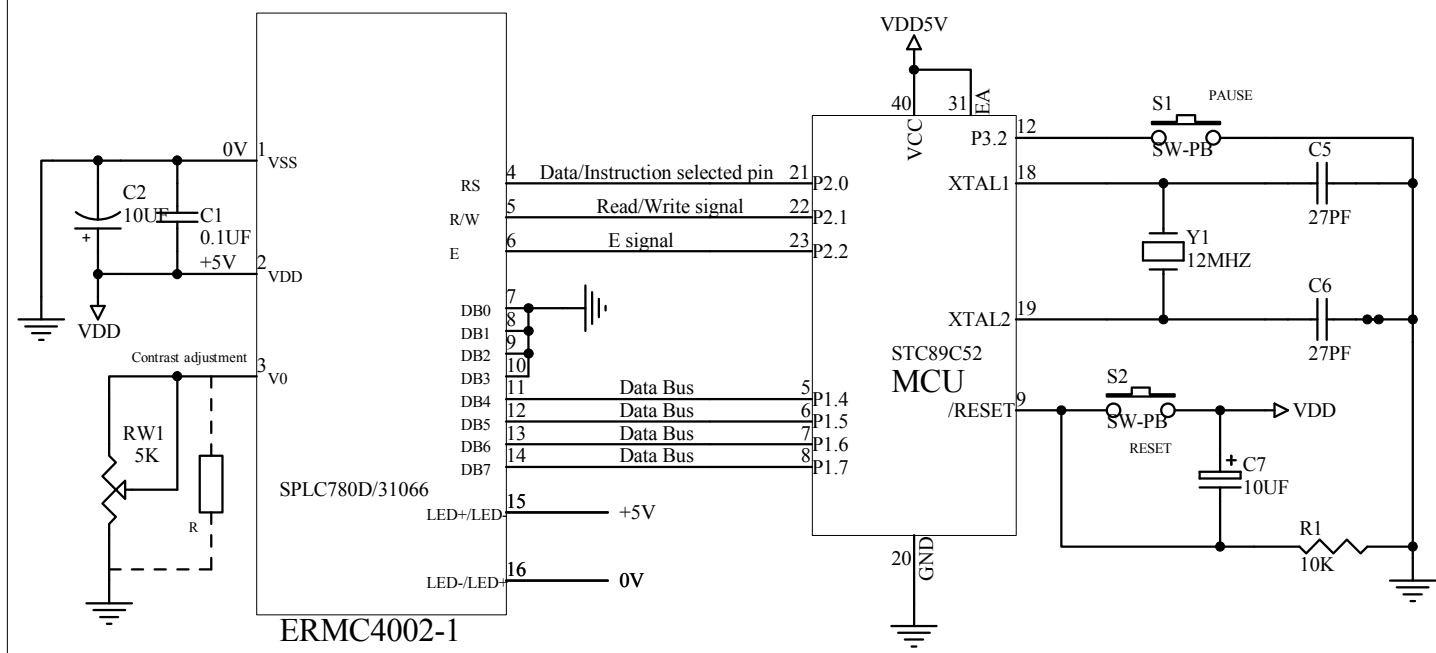 VDD5V
40
VCC
31
EA
S1
PAUSE
SW-PB
P3.2
12
0V
1
VSS
C2
10UF
+
C1
0.1UF
+5V
2
VDD
VDD
Contrast adjustment
3
V0
RW1
5K
R
RS
4
Data/Instruction selected pin
21
P2.0
R/W
5
Read/Write signal
22
P2.1
E
6
E signal
23
P2.2
DB0
7
DB1
8
DB2
9
DB3
10
DB4
11
Data Bus
5
P1.4
DB5
12
Data Bus
6
P1.5
DB6
13
Data Bus
7
P1.6
DB7
14
Data Bus
8
P1.7
SPLC780D/31066
LED+/LED-
15
+5V
LED-/LED+
16
0V
ERMC4002-1
XTAL1
18
C5
27PF
Y1
12MHZ
XTAL2
19
C6
27PF
STC89C52
MCU
/RESET
9
S2
SW-PB
RESET
VDD
+
C7
10UF
R1
10K
20
GND